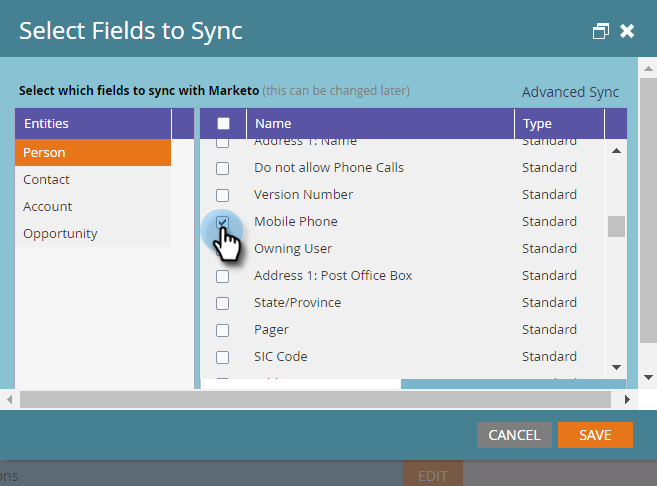 Select Fields to Sync
Select which fields to sync with Marketo (this can be changed later)
Advanced Sync
Entities
Name Type
Person
Contact
Account
Opportunity
Address 1: Name Standard
Do not allow Phone Calls Standard
Version Number Standard
Mobile Phone Standard
Owning User Standard
Address 1: Post Office Box Standard
State/Province Standard
Pager Standard
SIC Code Standard
CANCEL SAVE
ons EDIT